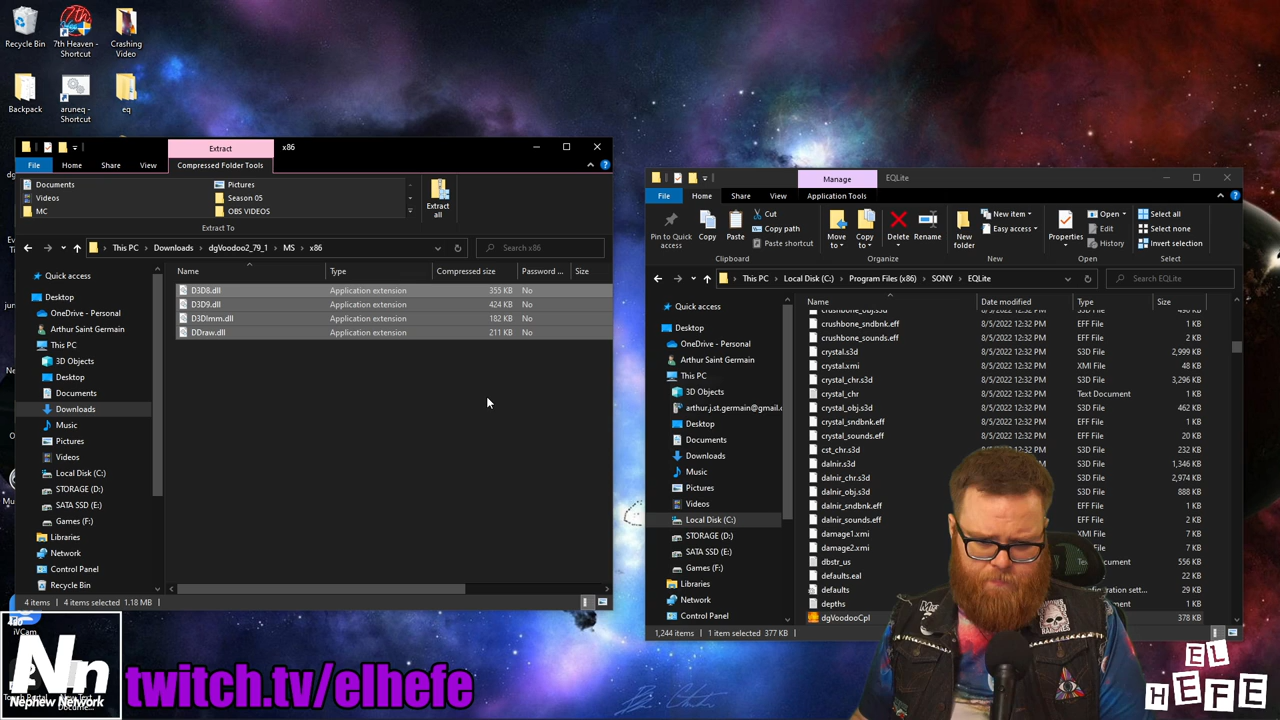 Recycle Bin
7th Heaven -
Shortcut
Crashing
Video
Backpack
aruneq -
Shortcut
eq
Extract
x86
File
Home
Share
View
Compressed Folder Tools
Documents
Pictures
Videos
Season 05
MC
OBS VIDEOS
Extract
all
Extract To
This PC
Downloads
dgVoodoo2_79_1
MS
x86
Search x86
Name
Type
Compressed size
Password ...
Size
D3D8.dll
Application extension
355 KB
No
D3D9.dll
Application extension
424 KB
No
D3DImm.dll
Application extension
182 KB
No
DDraw.dll
Application extension
211 KB
No
Quick access
Desktop
OneDrive - Personal
Arthur Saint Germain
This PC
3D Objects
Desktop
Documents
Downloads
Music
Pictures
Videos
Local Disk (C:)
STORAGE (D:)
SATA SSD (E:)
Games (F:)
Libraries
Network
Control Panel
Recycle Bin
4 items
4 items selected 1.18 MB
Manage
EQLite
File
Home
Share
View
Application Tools
Pin to Quick
access
Copy
Paste
Cut
Copy path
Paste shortcut
Move
to
Copy
to
Delete
Rename
New
folder
New item
Easy access
Properties
Open
Edit
History
Select all
Select none
Invert selection
Clipboard
Organize
New
Open
Select
This PC
Local Disk (C:)
Program Files (x86)
SONY
EQLite
Search EQLite
Name
Date modified
Type
Size
Quick access
Desktop
OneDrive - Personal
Arthur Saint Germain
This PC
3D Objects
arthur.j.st.germain@gmail.c
Desktop
Documents
Downloads
Music
Pictures
Videos
Local Disk (C:)
STORAGE (D:)
SATA SSD (E:)
Games (F:)
Libraries
Network
Control Panel
crushbone_sndbnk.eff
8/5/2022 12:32 PM
EFF File
1 KB
crushbone_sounds.eff
8/5/2022 12:32 PM
EFF File
2 KB
crystal.s3d
8/5/2022 12:32 PM
S3D File
2,999 KB
crystal.xmi
8/5/2022 12:32 PM
XMI File
48 KB
crystal_chr.s3d
8/5/2022 12:32 PM
S3D File
3,296 KB
crystal_chr
8/5/2022 12:32 PM
Text Document
1 KB
crystal_obj.s3d
8/5/2022 12:32 PM
S3D File
462 KB
crystal_sndbnk.eff
8/5/2022 12:32 PM
EFF File
1 KB
crystal_sounds.eff
8/5/2022 12:32 PM
EFF File
20 KB
cst_chr.s3d
8/5/2022 12:32 PM
S3D File
232 KB
dalnir.s3d
S3D File
1,346 KB
dalnir_chr.s3d
S3D File
2,974 KB
dalnir_obj.s3d
S3D File
888 KB
dalnir_sndbnk.eff
EFF File
1 KB
dalnir_sounds.eff
EFF File
2 KB
damage1.xmi
File
7 KB
damage2.xmi
File
7 KB
dbstr_us
556 KB
defaults.eal
22 KB
defaults
29 KB
depths
1 KB
dgVoodooCpl
378 KB
1,244 items
1 item selected 377 KB
iVCam
Nn
Nephew Network
twitch.tv/elhefe
RAMONES
EL
HEFE